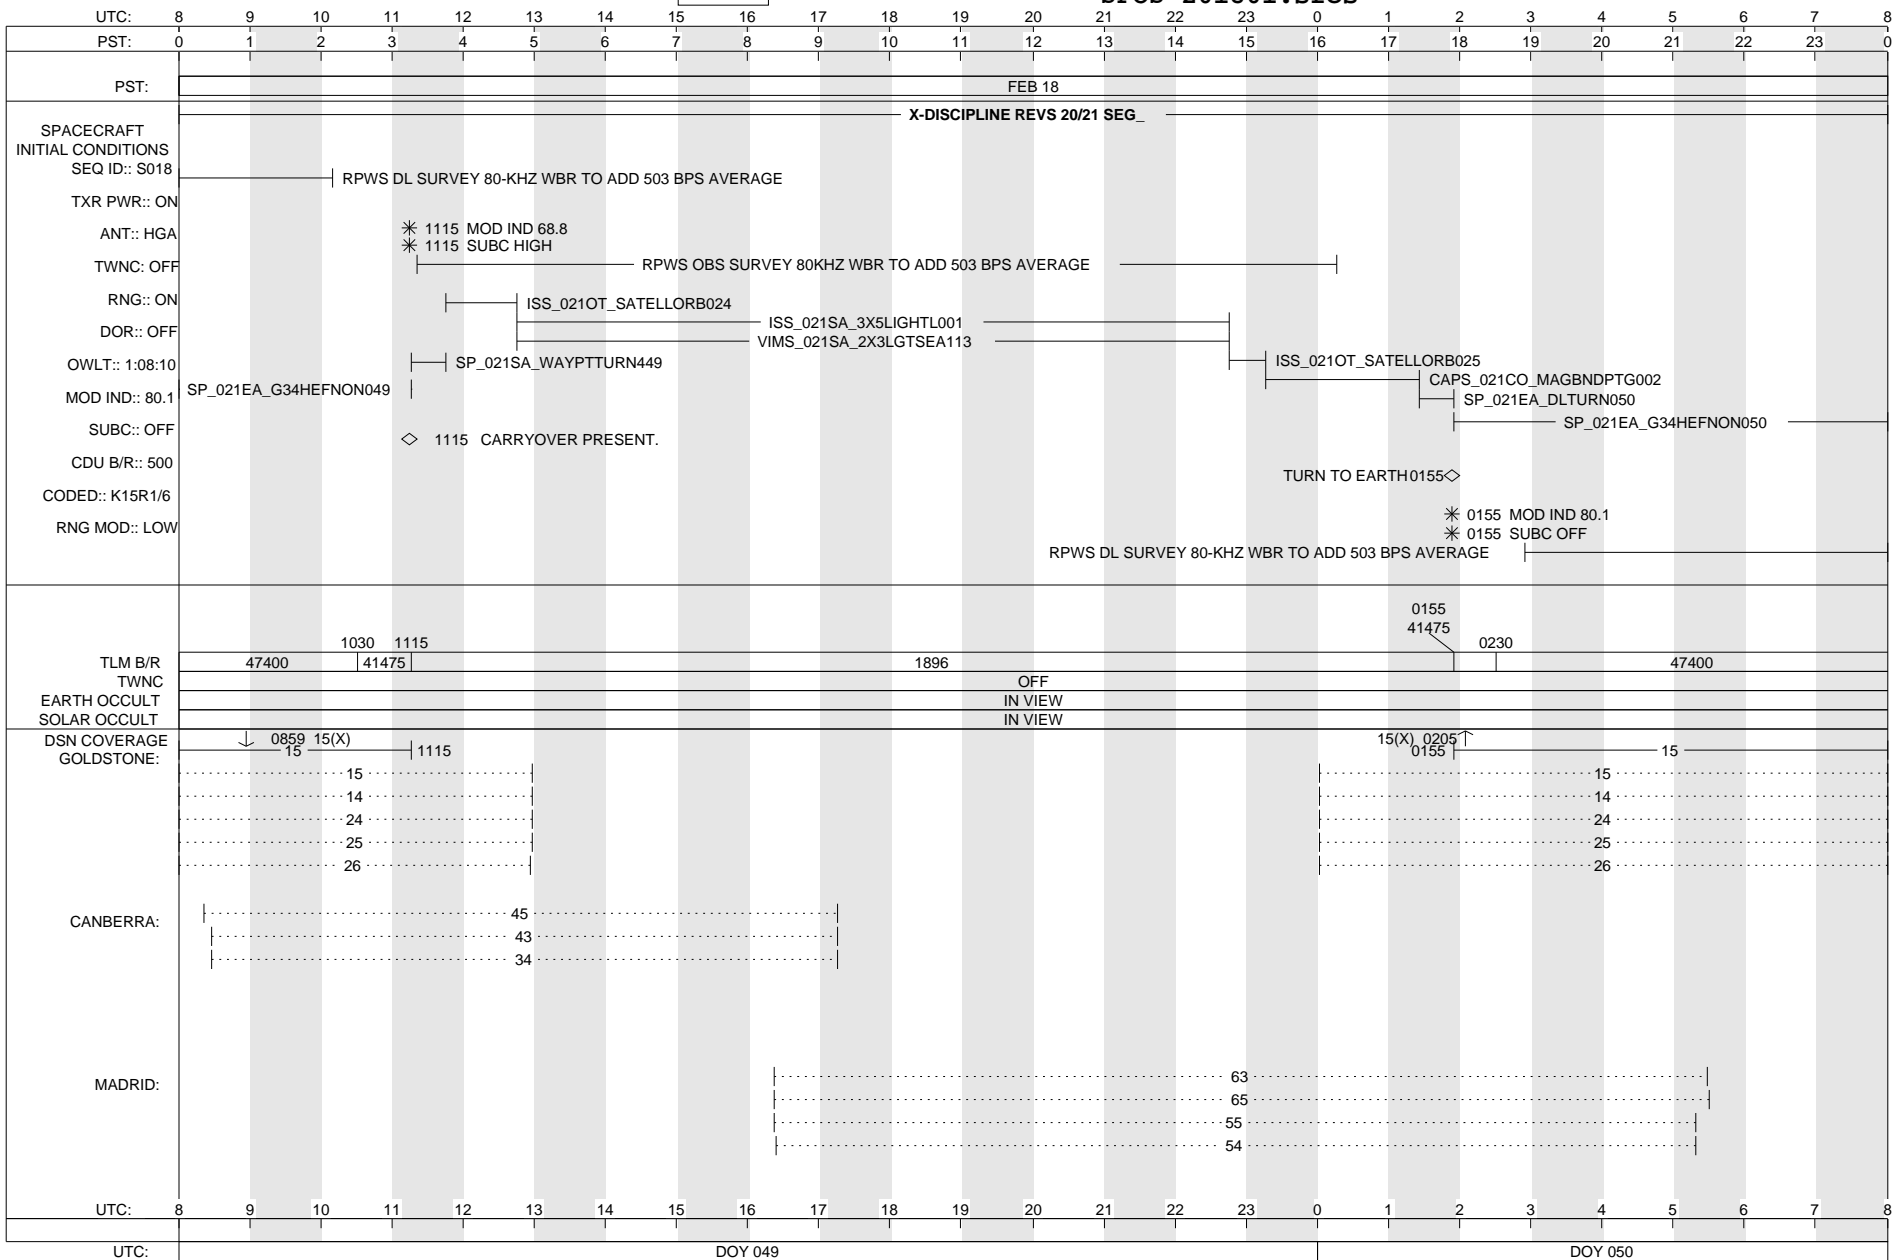 UTC: 8 9 10 11 12 13 14 15 16 17 18 19 20 21 22 23 0 1 2 3 4 5 6 7 8
PST: 0 1 2 3 4 5 6 7 8 9 10 11 12 13 14 15 16 17 18 19 20 21 22 23 0
PST: FEB 18
X-DISCIPLINE REVS 20/21 SEG_
SPACECRAFT
INITIAL CONDITIONS
SEQ ID:: S018
RPWS DL SURVEY 80-KHZ WBR TO ADD 503 BPS AVERAGE
TXR PWR:: ON
1115 MOD IND 68.8
ANT:: HGA
1115 SUBC HIGH
TWNC: OFF
RPWS OBS SURVEY 80KHZ WBR TO ADD 503 BPS AVERAGE
RNG:: ON
ISS_021OT_SATELLORB024
ISS_021SA_3X5LIGHTL001
DOR:: OFF
VIMS_021SA_2X3LGTSEA113
OWLT:: 1:08:10
SP_021SA_WAYPTTURN449
ISS_021OT_SATELLORB025
CAPS_021CO_MAGBNDPTG002
SP_021EA_G34HEFNON049
MOD IND:: 80.1
SP_021EA_DLTURN050
SP_021EA_G34HEFNON050
SUBC:: OFF
1115 CARRYOVER PRESENT.
CDU B/R:: 500
TURN TO EARTH 0155
CODED:: K15R1/6
0155 MOD IND 80.1
RNG MOD:: LOW
0155 SUBC OFF
RPWS DL SURVEY 80-KHZ WBR TO ADD 503 BPS AVERAGE
0155
41475
1030 1115 0230
TLM B/R 47400 41475 1896 47400
TWNC OFF
EARTH OCCULT IN VIEW
SOLAR OCCULT IN VIEW
DSN COVERAGE 0859 15(X) 15(X) 0205
15 1115 0155 15
GOLDSTONE:
15 15
14 14
24 24
25 25
26 26
CANBERRA:
45
43
34
MADRID:
63
65
55
54
UTC: 8 9 10 11 12 13 14 15 16 17 18 19 20 21 22 23 0 1 2 3 4 5 6 7 8
UTC: DOY 049 DOY 050